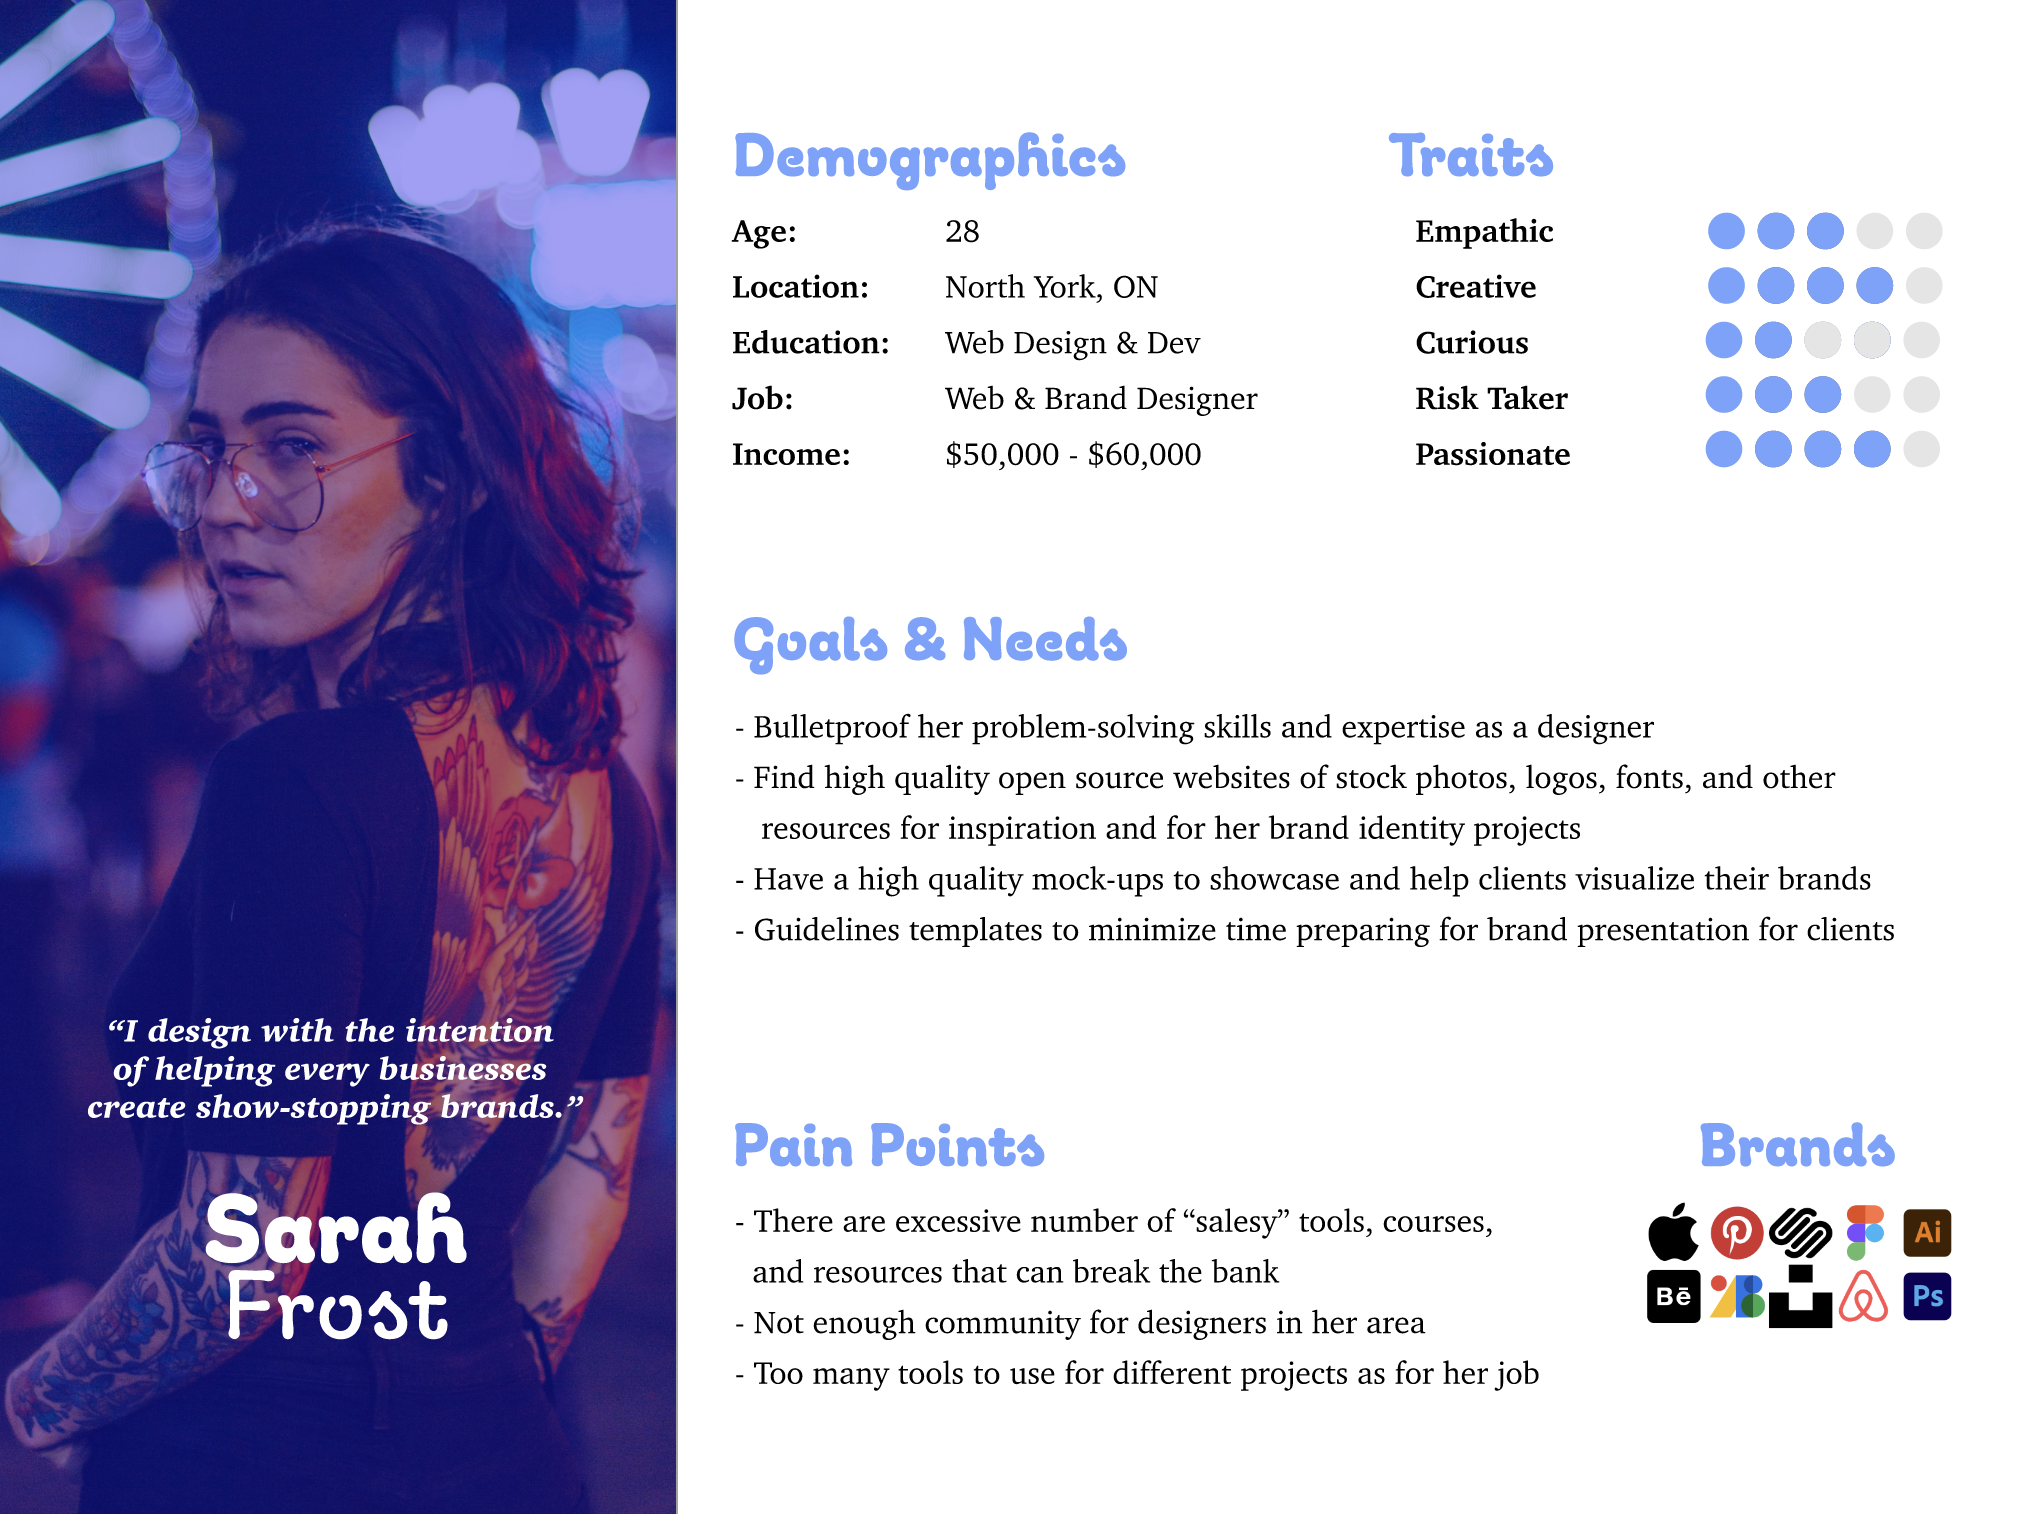 “I design with the intention
of helping every businesses
create show-stopping brands.”
Sarah
Frost
Demographics
Age: 28
Location: North York, ON
Education: Web Design & Dev
Job: Web & Brand Designer
Income: $50,000 - $60,000
Traits
Empathic
Creative
Curious
Risk Taker
Passionate
Goals & Needs
- Bulletproof her problem-solving skills and expertise as a designer
- Find high quality open source websites of stock photos, logos, fonts, and other
resources for inspiration and for her brand identity projects
- Have a high quality mock-ups to showcase and help clients visualize their brands
- Guidelines templates to minimize time preparing for brand presentation for clients
Pain Points
- There are excessive number of “salesy” tools, courses,
and resources that can break the bank
- Not enough community for designers in her area
- Too many tools to use for different projects as for her job
Brands
Ai
Bē
Ps